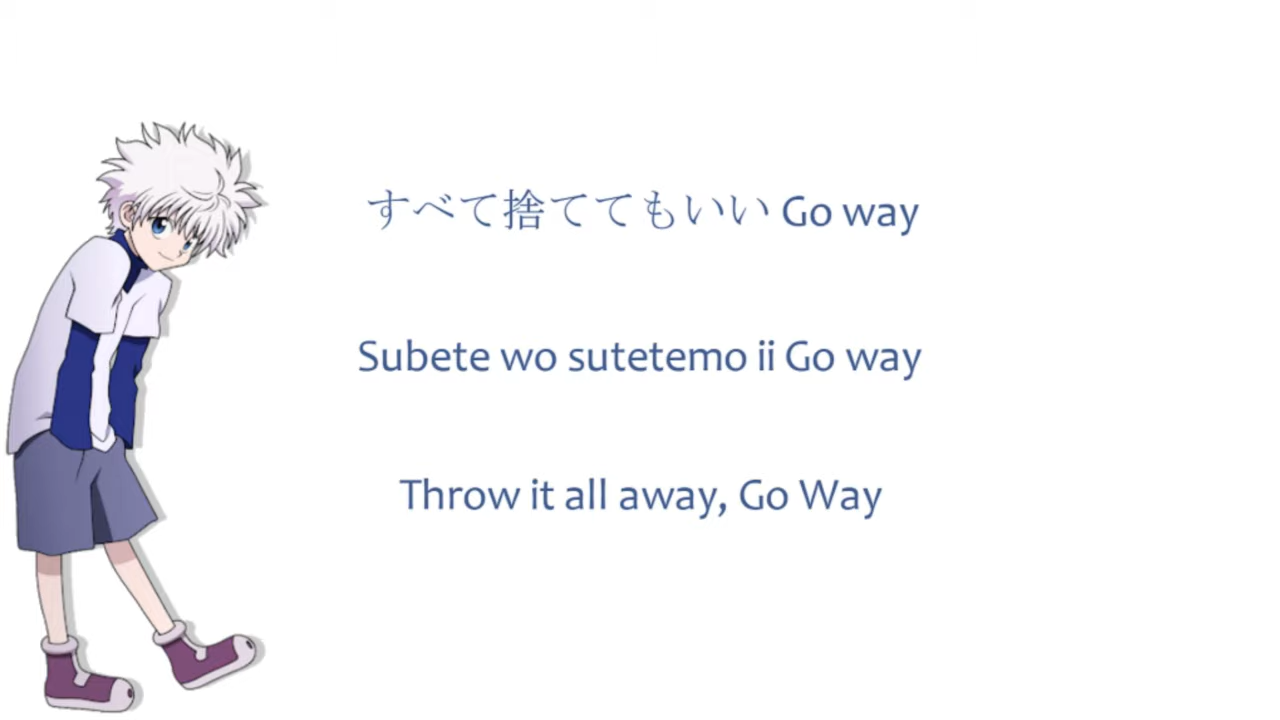 すべて捨ててもいい Go way
Subete wo sutetemo ii Go way
Throw it all away, Go Way